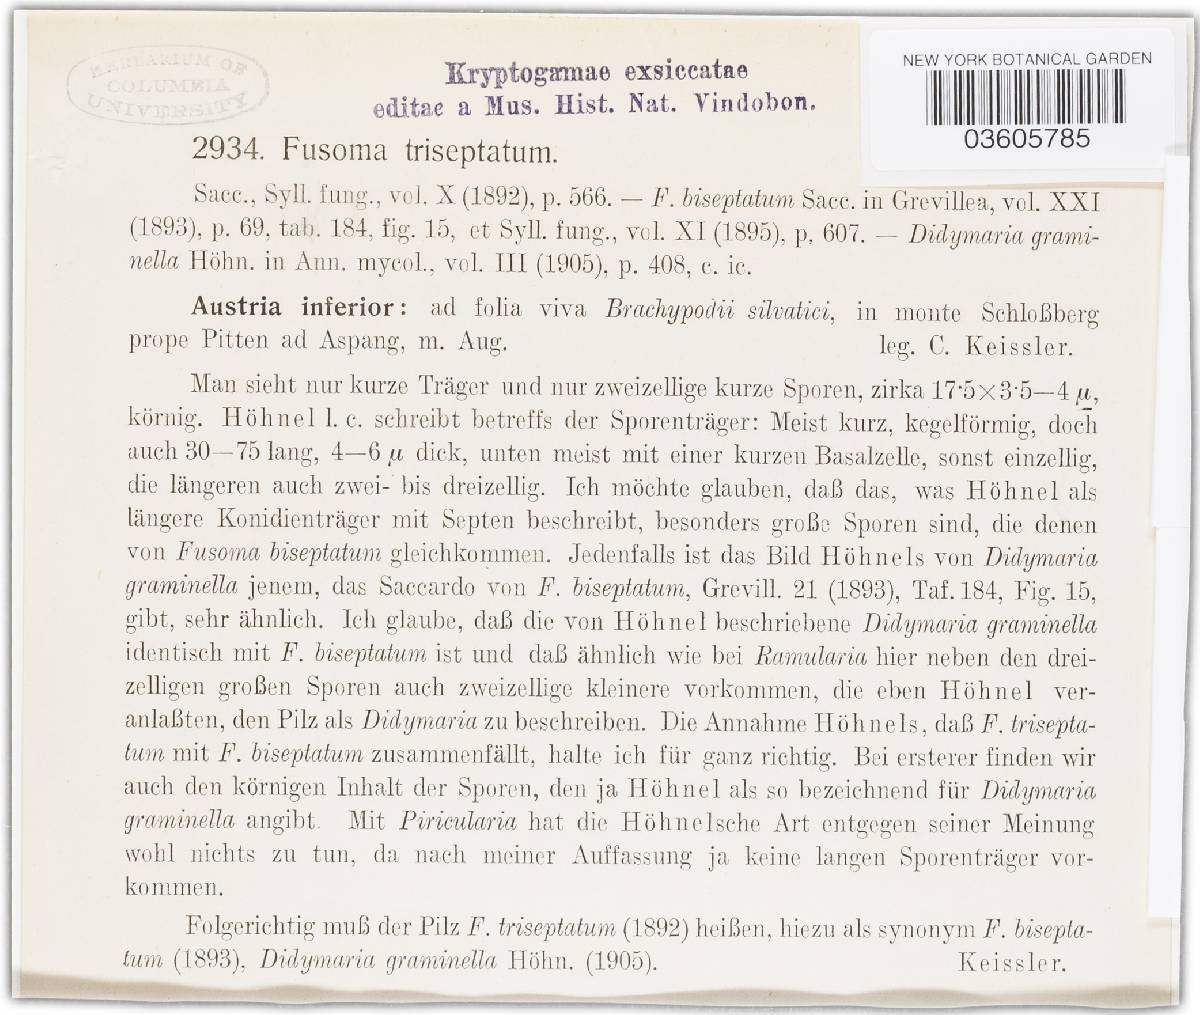 HERBARIUM OF
COLUMBIA
UNIVERSITY
Kryptogamae exsiccatae
editae a Mus. Hist. Nat. Vindobon.
NEW YORK BOTANICAL GARDEN
03605785
2934. Fusoma triseptatum.
Sacc., Syll. fung., vol. X (1892), p. 566. — F. biseptatum Sacc. in Grevillea, vol. XXI
(1893), p. 69, tab. 184, fig. 15, et Syll. fung., vol. XI (1895), p. 607. — Didymaria grami-
nella Höhn. in Ann. mycol., vol. III (1905), p. 408, c. ic.
Austria inferior: ad folia viva Brachypodii silvatici, in monte Schloßberg
prope Pitten ad Aspang, m. Aug. leg. C. Keissler.
Man sieht nur kurze Träger und nur zweizellige kurze Sporen, zirka 17·5×3·5—4 μ,
körnig. Höhnel l. c. schreibt betreffs der Sporenträger: Meist kurz, kegelförmig, doch
auch 30—75 lang, 4—6 μ dick, unten meist mit einer kurzen Basalzelle, sonst einzellig,
die längeren auch zwei- bis dreizellig. Ich möchte glauben, daß das, was Höhnel als
längere Konidienträger mit Septen beschreibt, besonders große Sporen sind, die denen
von Fusoma biseptatum gleichkommen. Jedenfalls ist das Bild Höhnels von Didymaria
graminella jenem, das Saccardo von F. biseptatum, Grevill. 21 (1893), Taf. 184, Fig. 15,
gibt, sehr ähnlich. Ich glaube, daß die von Höhnel beschriebene Didymaria graminella
identisch mit F. biseptatum ist und daß ähnlich wie bei Ramularia hier neben den drei-
zelligen großen Sporen auch zweizellige kleinere vorkommen, die eben Höhnel ver-
anlaßten, den Pilz als Didymaria zu beschreiben. Die Annahme Höhnels, daß F. trisepta-
tum mit F. biseptatum zusammenfällt, halte ich für ganz richtig. Bei ersterer finden wir
auch den körnigen Inhalt der Sporen, den ja Höhnel als so bezeichnend für Didymaria
graminella angibt. Mit Piricularia hat die Höhnelsche Art entgegen seiner Meinung
wohl nichts zu tun, da nach meiner Auffassung ja keine langen Sporenträger vor-
kommen.
Folgerichtig muß der Pilz F. triseptatum (1892) heißen, hiezu als synonym F. bisepta-
tum (1893), Didymaria graminella Höhn. (1905). Keissler.